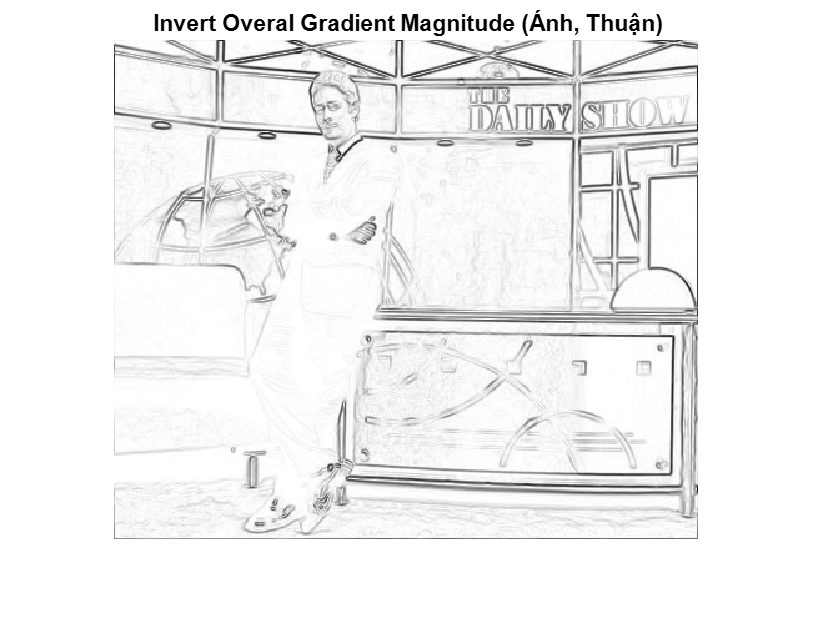 Invert Overal Gradient Magnitude (Ánh, Thuận)
THE
DAILY SHOW